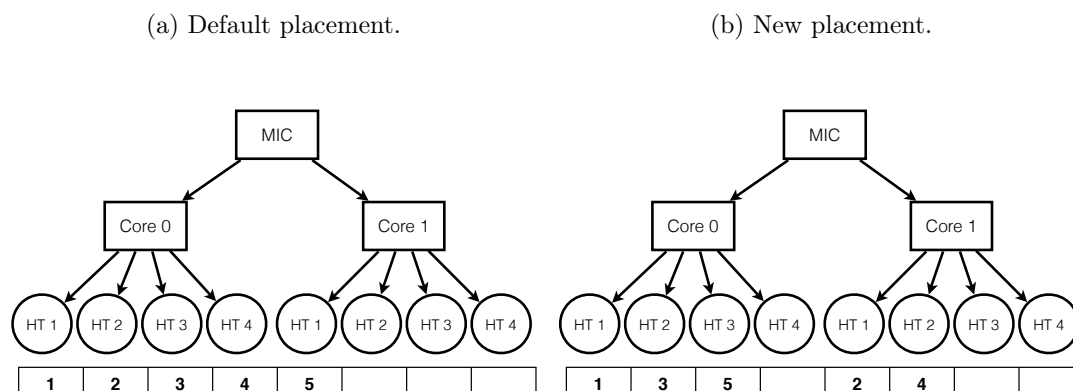 (a) Default placement.
(b) New placement.
MIC
Core 0
Core 1
HT 1 HT 2 HT 3 HT 4 HT 1 HT 2 HT 3 HT 4
1 2 3 4 5
MIC
Core 0
Core 1
HT 1 HT 2 HT 3 HT 4 HT 1 HT 2 HT 3 HT 4
1 3 5 2 4